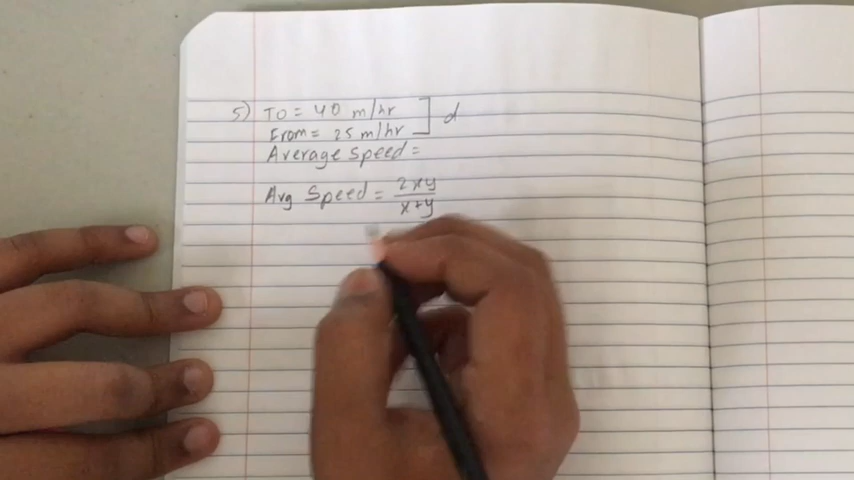 5) TO = 40 m/hr ] d
From = 25 m/hr
Average Speed =
Avg Speed = 2xy / x+y